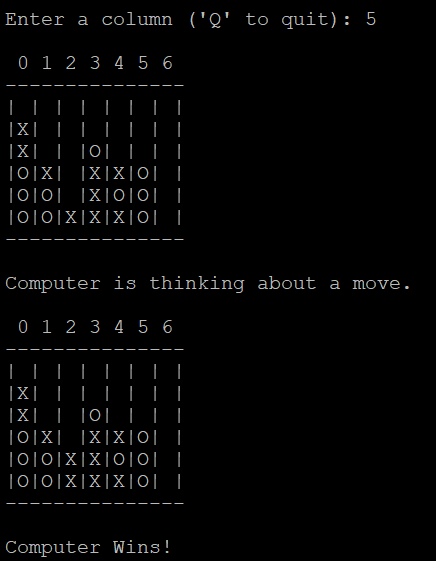 Enter a column ('Q' to quit): 5
 0 1 2 3 4 5 6
---------------
| | | | | | | |
|X| | | | | | |
|X| | |O| | | |
|O|X| |X|X|O| |
|O|O| |X|O|O| |
|O|O|X|X|X|O| |
---------------
Computer is thinking about a move.
 0 1 2 3 4 5 6
---------------
| | | | | | | |
|X| | | | | | |
|X| | |O| | | |
|O|X| |X|X|O| |
|O|O|X|X|O|O| |
|O|O|X|X|X|O| |
---------------
Computer Wins!